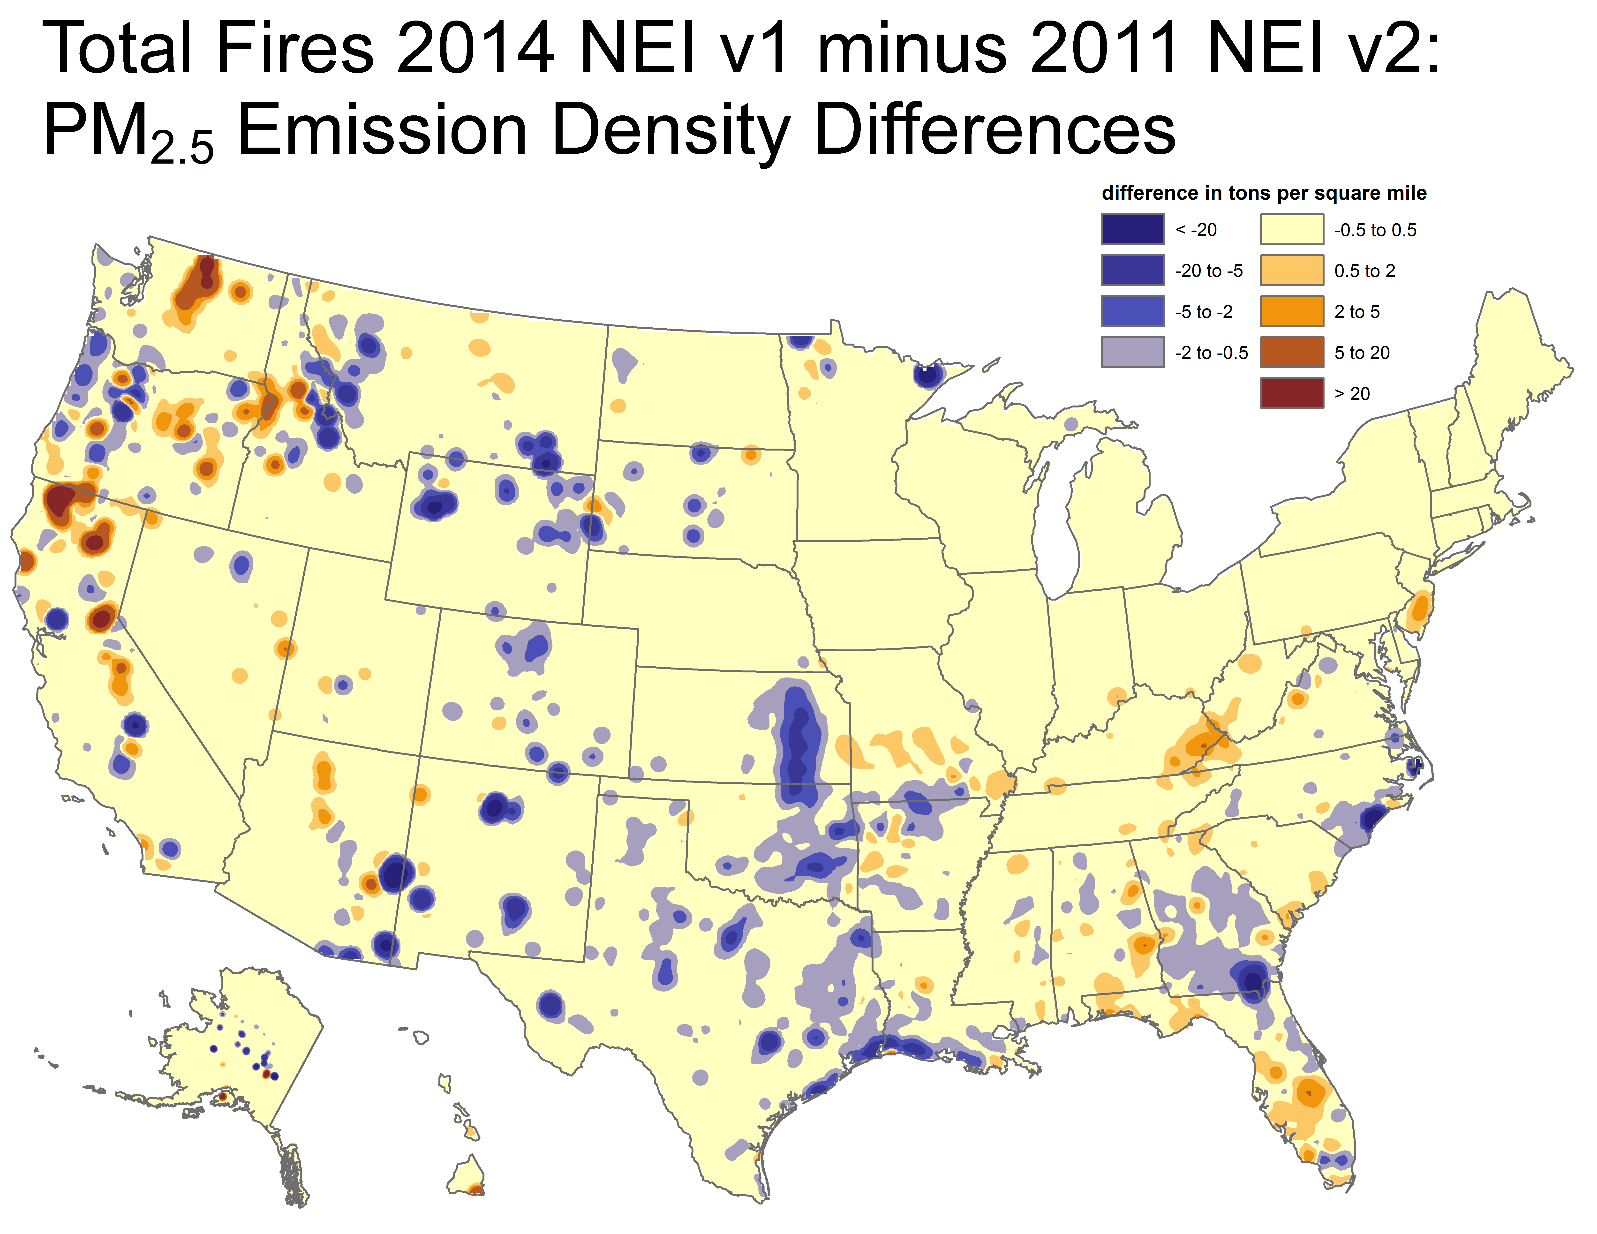 Total Fires 2014 NEI v1 minus 2011 NEI v2:
PM2.5 Emission Density Differences
difference in tons per square mile
< -20
-20 to -5
-5 to -2
-2 to -0.5
-0.5 to 0.5
0.5 to 2
2 to 5
5 to 20
> 20